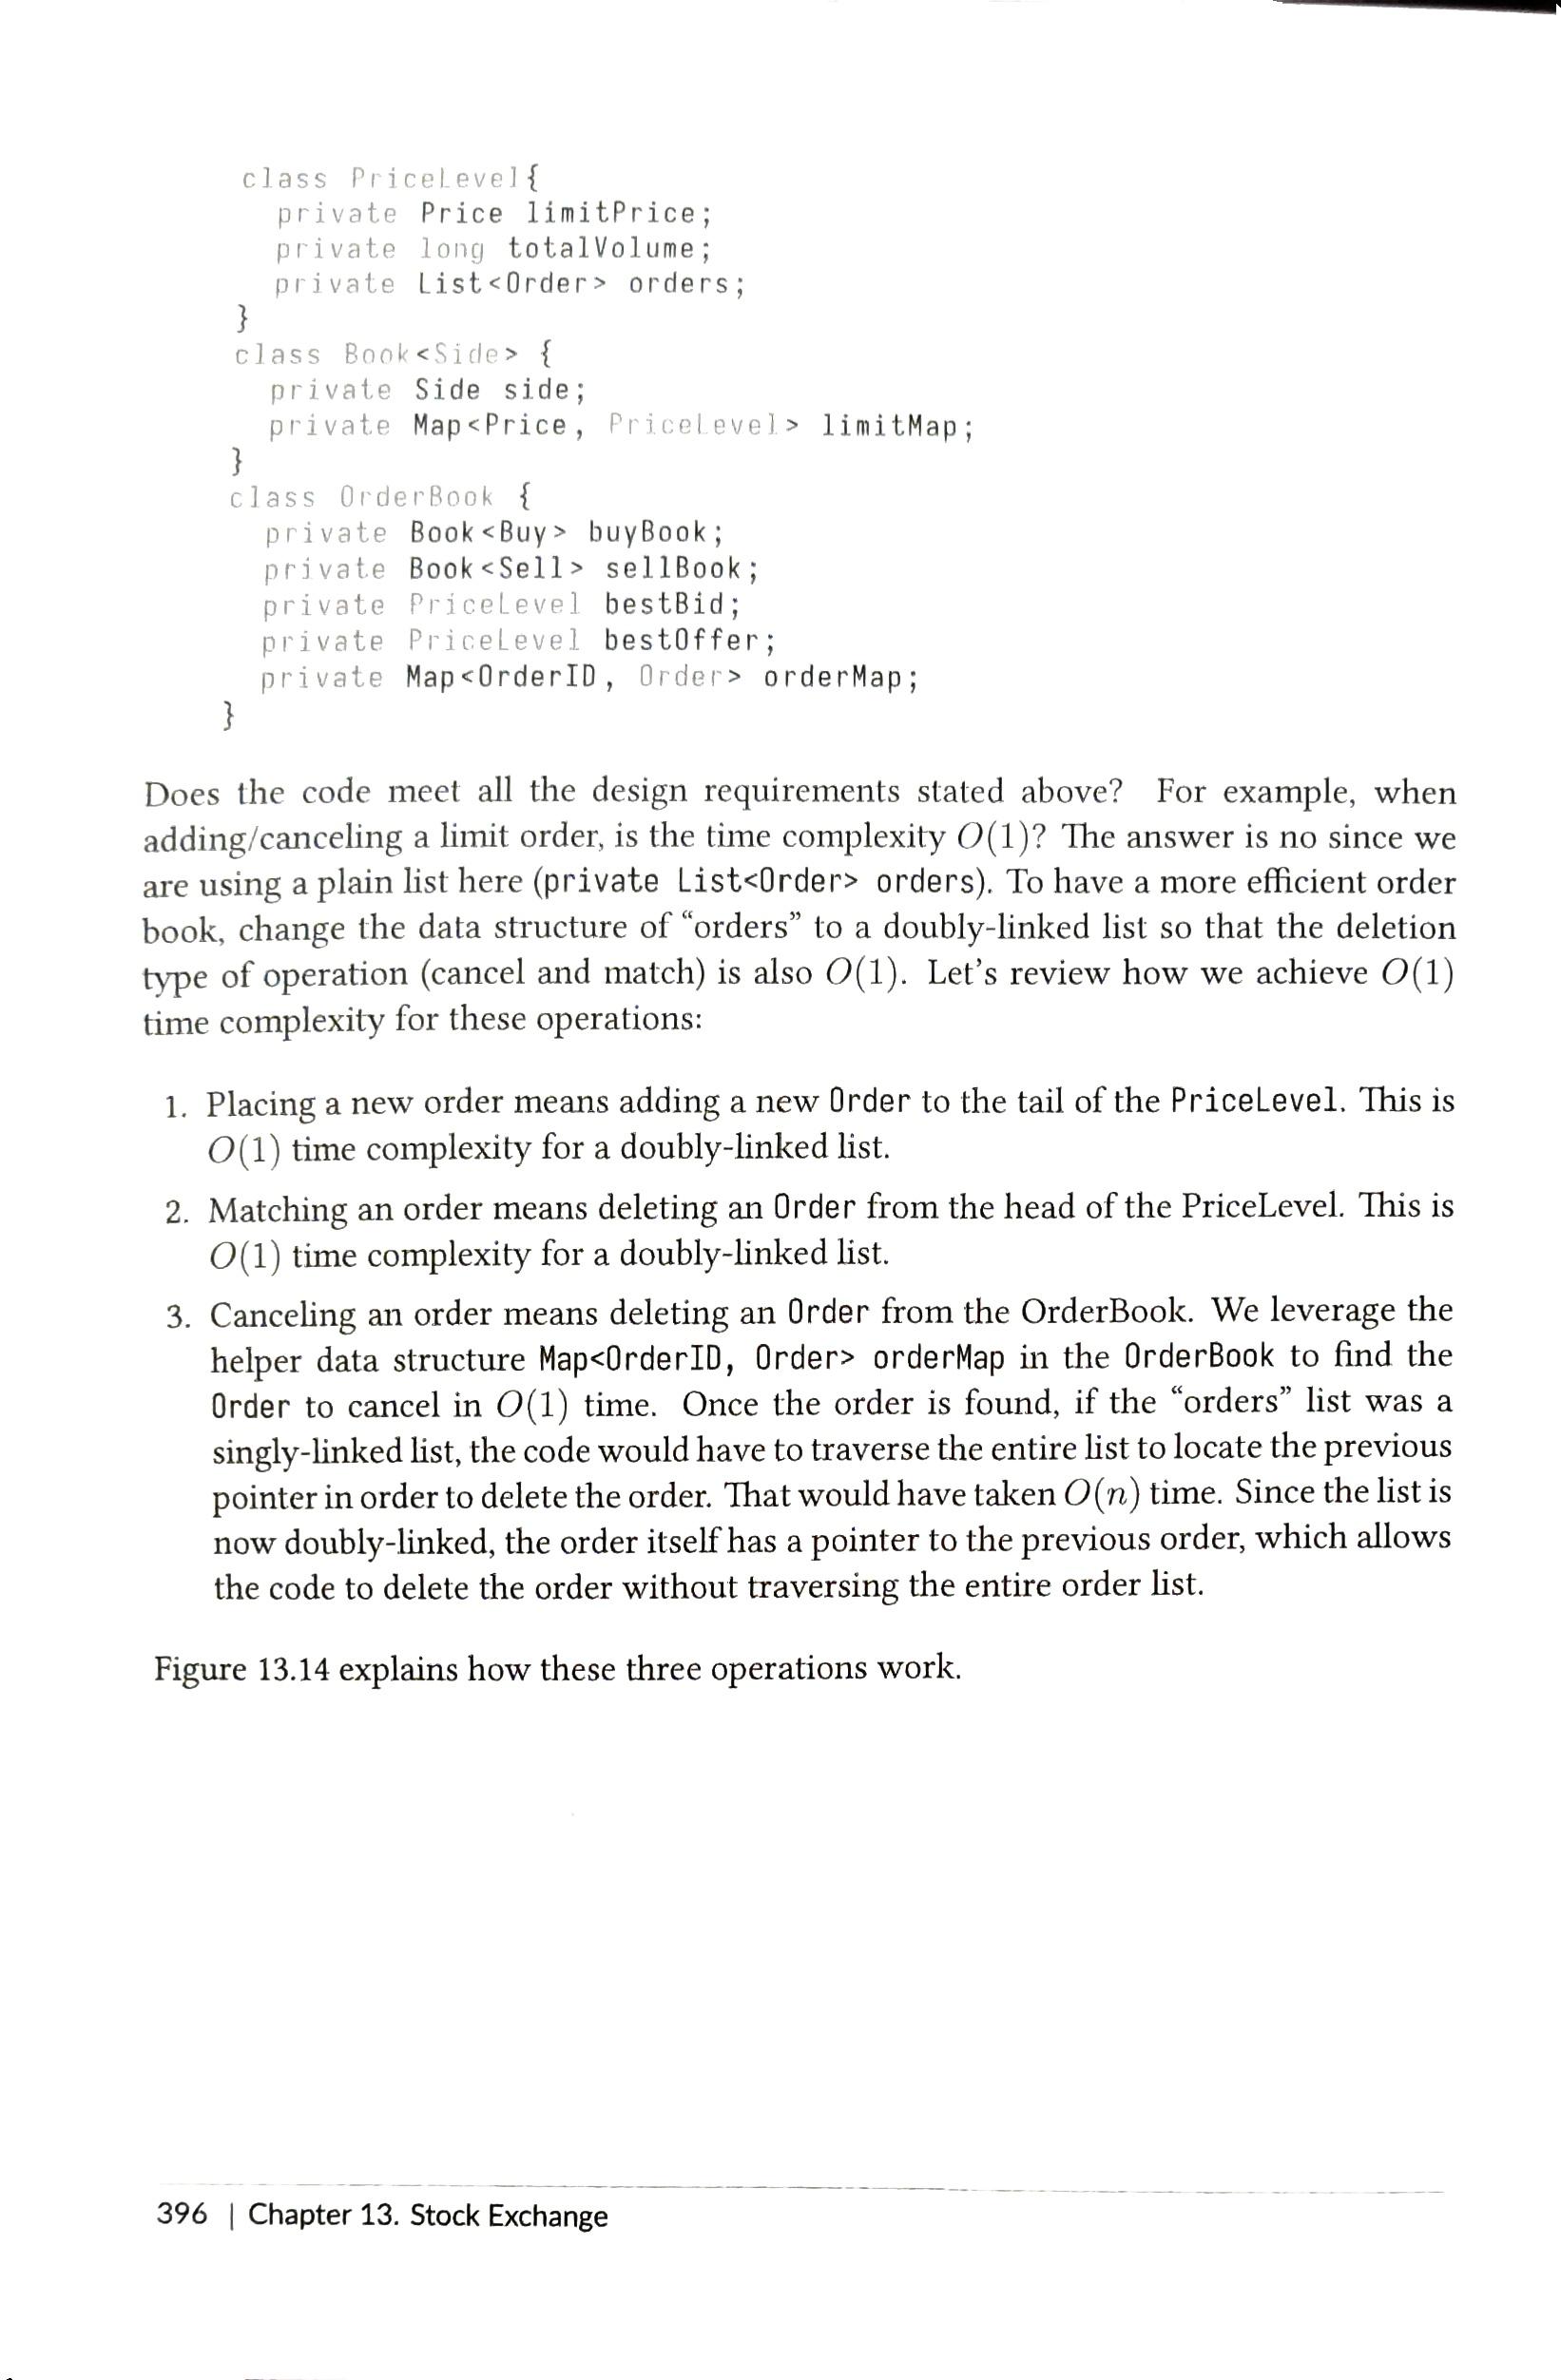 class PriceLevel{
private Price limitPrice;
private long totalVolume;
private List<Order> orders;
}
class Book<Side> {
private Side side;
private Map<Price, PriceLevel> limitMap;
}
class OrderBook {
private Book<Buy> buyBook;
private Book<Sell> sellBook;
private PriceLevel bestBid;
private PriceLevel bestOffer;
private Map<OrderID, Order> orderMap;
}
Does the code meet all the design requirements stated above? For example, when
adding/canceling a limit order, is the time complexity O(1)? The answer is no since we
are using a plain list here (private List<Order> orders). To have a more efficient order
book, change the data structure of “orders” to a doubly-linked list so that the deletion
type of operation (cancel and match) is also O(1). Let’s review how we achieve O(1)
time complexity for these operations:
1. Placing a new order means adding a new Order to the tail of the PriceLevel. This is
O(1) time complexity for a doubly-linked list.
2. Matching an order means deleting an Order from the head of the PriceLevel. This is
O(1) time complexity for a doubly-linked list.
3. Canceling an order means deleting an Order from the OrderBook. We leverage the
helper data structure Map<OrderID, Order> orderMap in the OrderBook to find the
Order to cancel in O(1) time. Once the order is found, if the “orders” list was a
singly-linked list, the code would have to traverse the entire list to locate the previous
pointer in order to delete the order. That would have taken O(n) time. Since the list is
now doubly-linked, the order itself has a pointer to the previous order, which allows
the code to delete the order without traversing the entire order list.
Figure 13.14 explains how these three operations work.
396 | Chapter 13. Stock Exchange